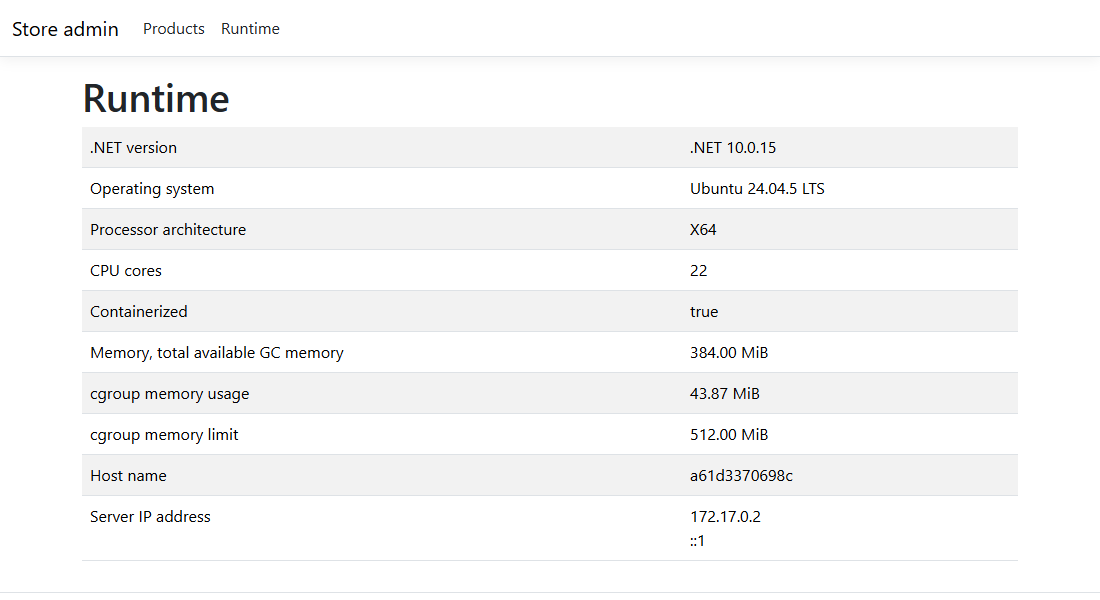 Store admin Products Runtime
Runtime
.NET version .NET 10.0.15
Operating system Ubuntu 24.04.5 LTS
Processor architecture X64
CPU cores 22
Containerized true
Memory, total available GC memory 384.00 MiB
cgroup memory usage 43.87 MiB
cgroup memory limit 512.00 MiB
Host name a61d3370698c
Server IP address 172.17.0.2
::1